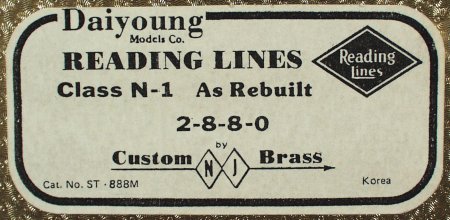 Daiyoung
Models Co.
READING LINES
Reading
Lines
Class N-1 As Rebuilt
2-8-8-0
by
Custom NJ Brass
Cat. No. ST-888M
Korea